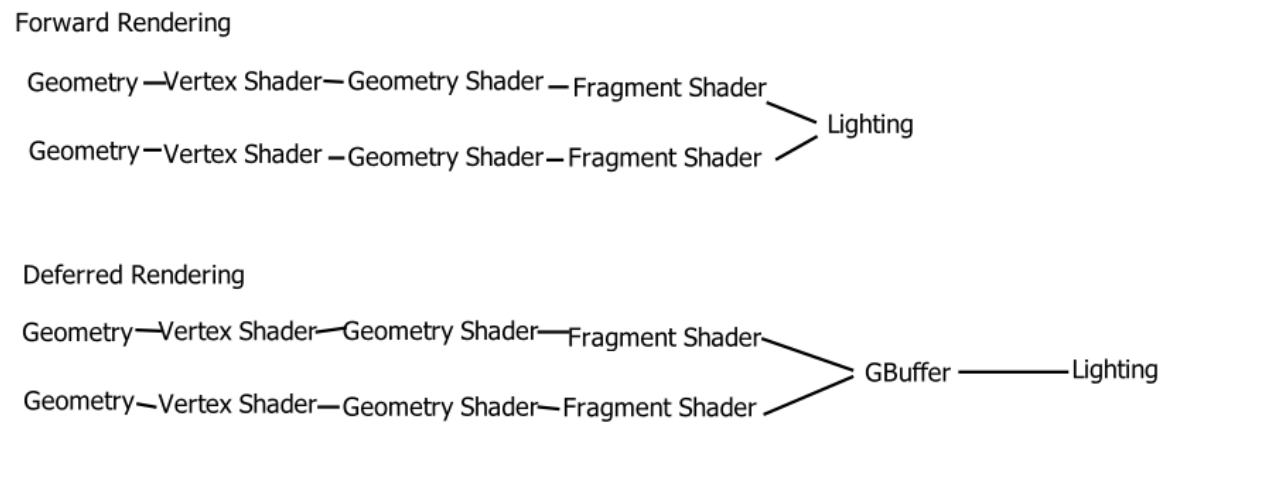 Forward Rendering
Geometry Vertex Shader Geometry Shader Fragment Shader
Lighting
Geometry Vertex Shader Geometry Shader Fragment Shader
Deferred Rendering
Geometry Vertex Shader Geometry Shader Fragment Shader
GBuffer Lighting
Geometry Vertex Shader Geometry Shader Fragment Shader